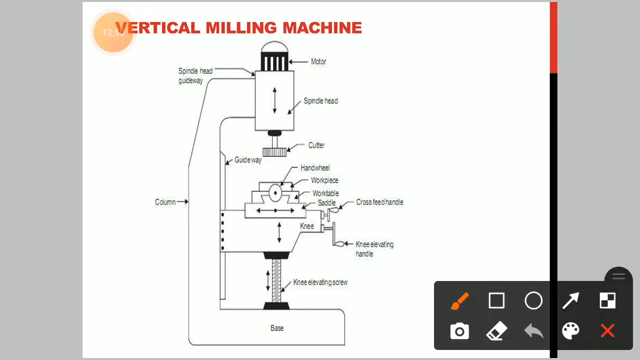 VERTICAL MILLING MACHINE
Motor
Spindle head
guideway
Spindle head
Cutter
Guide way
Handwheel
Workpiece
Worktable
Saddle
Column
Cross feed handle
Knee
Knee elevating
handle
Knee elevating screw
Base